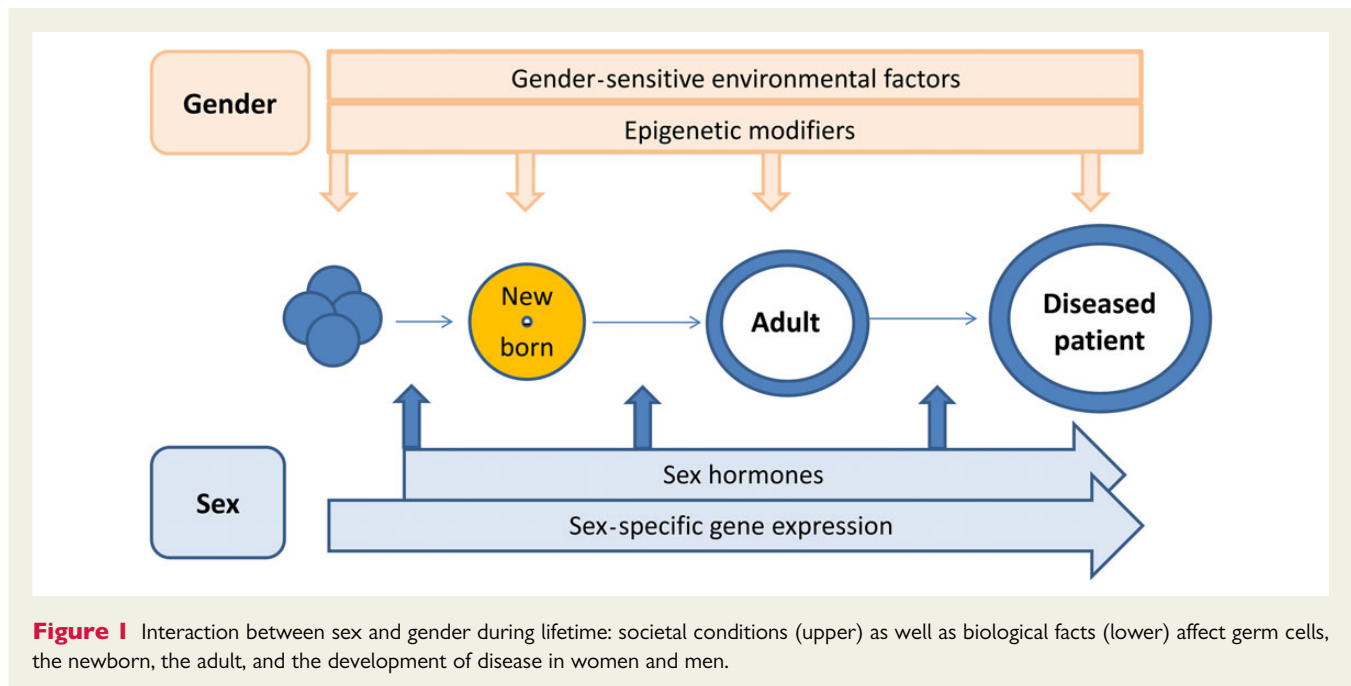 Gender
Gender-sensitive environmental factors
Epigenetic modifiers
New
born
Adult
Diseased
patient
Sex
Sex hormones
Sex-specific gene expression
Figure 1 Interaction between sex and gender during lifetime: societal conditions (upper) as well as biological facts (lower) affect germ cells,
the newborn, the adult, and the development of disease in women and men.